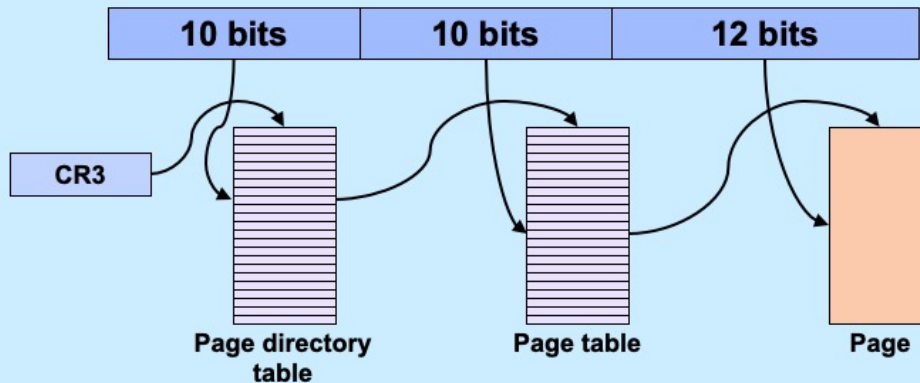 10 bits
10 bits
12 bits
CR3
Page directory
table
Page table
Page